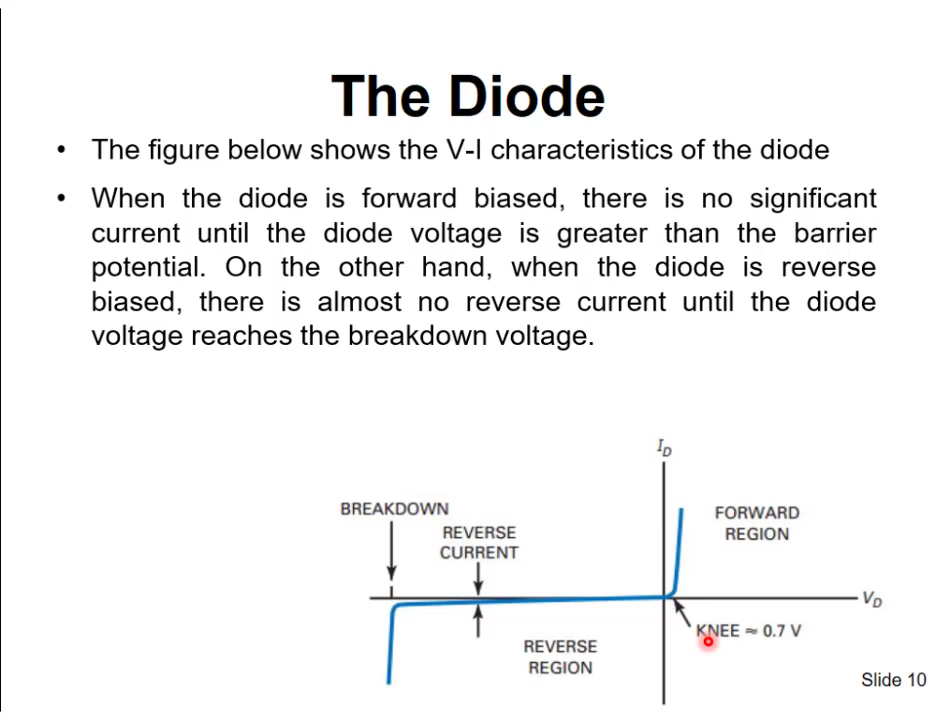 The Diode
• The figure below shows the V-I characteristics of the diode
• When the diode is forward biased, there is no significant
current until the diode voltage is greater than the barrier
potential. On the other hand, when the diode is reverse
biased, there is almost no reverse current until the diode
voltage reaches the breakdown voltage.
I_D
BREAKDOWN
REVERSE
CURRENT
FORWARD
REGION
V_D
KNEE ≈ 0.7 V
REVERSE
REGION
Slide 10